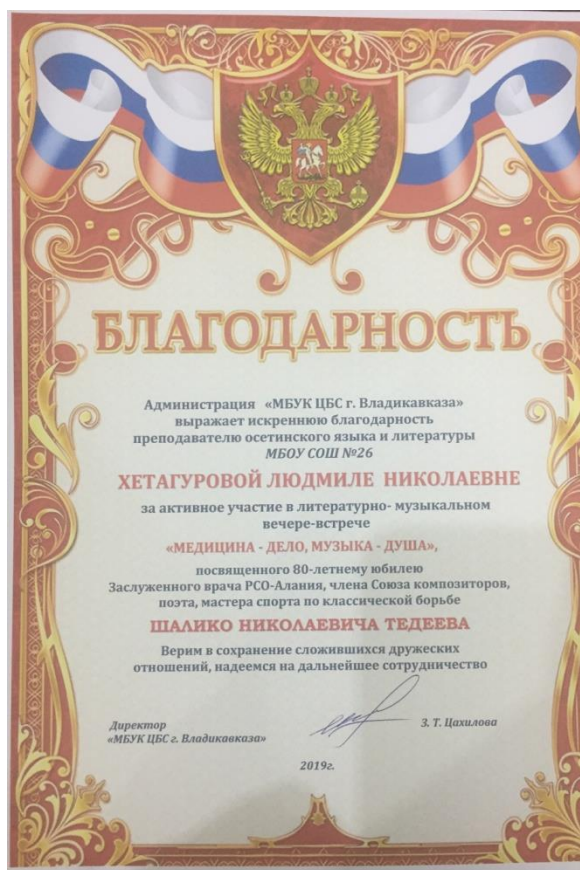 БЛАГОДАРНОСТЬ
Администрация «МБУК ЦБС г. Владикавказа»
выражает искреннюю благодарность
преподавателю осетинского языка и литературы
МБОУ СОШ №26
ХЕТАГУРОВОЙ ЛЮДМИЛЕ НИКОЛАЕВНЕ
за активное участие в литературно- музыкальном
вечере-встрече
«МЕДИЦИНА - ДЕЛО, МУЗЫКА - ДУША»,
посвященного 80-летнему юбилею
Заслуженного врача РСО-Алания, члена Союза композиторов,
поэта, мастера спорта по классической борьбе
ШАЛИКО НИКОЛАЕВИЧА ТЕДЕЕВА
Верим в сохранение сложившихся дружеских
отношений, надеемся на дальнейшее сотрудничество
Директор
«МБУК ЦБС г. Владикавказа»
З. Т. Цахилова
2019г.